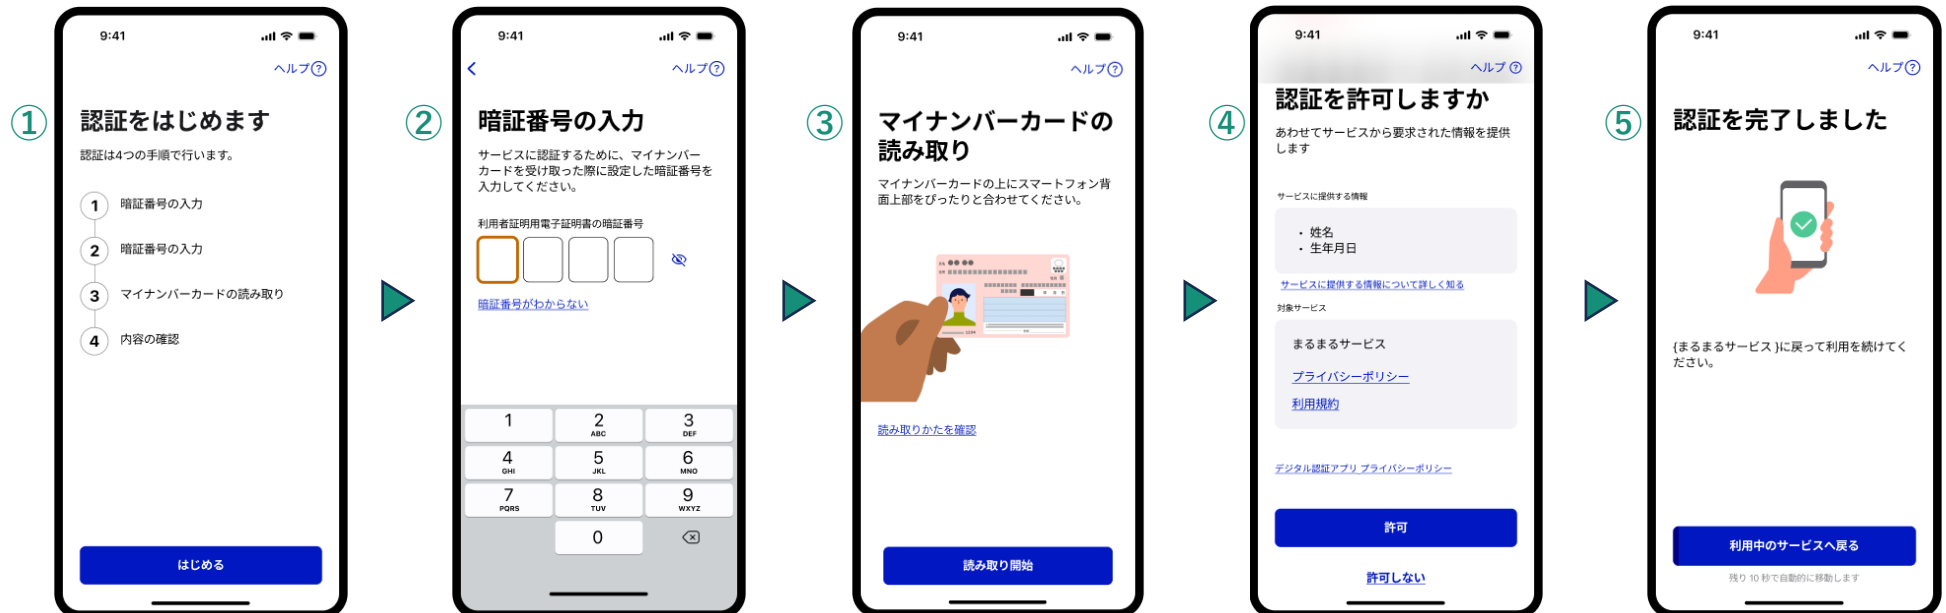 ①
9:41
ヘルプ?
認証をはじめます
認証は4つの手順で行います。
1 暗証番号の入力
2 暗証番号の入力
3 マイナンバーカードの読み取り
4 内容の確認
はじめる
②
9:41
ヘルプ?
暗証番号の入力
サービスに認証するために、マイナンバー
カードを受け取った際に設定した暗証番号を
入力してください。
利用者証明用電子証明書の暗証番号
暗証番号がわからない
1 2 3
ABC DEF
4 5 6
GHI JKL MNO
7 8 9
PQRS TUV WXYZ
0
③
9:41
ヘルプ?
マイナンバーカードの
読み取り
マイナンバーカードの上にスマートフォン背
面上部をぴったりと合わせてください。
1234
読み取りかたを確認
読み取り開始
④
9:41
ヘルプ?
認証を許可しますか
あわせてサービスから要求された情報を提供
します
サービスに提供する情報
・ 姓名
・ 生年月日
サービスに提供する情報について詳しく知る
対象サービス
まるまるサービス
プライバシーポリシー
利用規約
デジタル認証アプリ プライバシーポリシー
許可
許可しない
⑤
9:41
ヘルプ?
認証を完了しました
{まるまるサービス }に戻って利用を続けてく
ださい。
利用中のサービスへ戻る
残り 10 秒で自動的に移動します